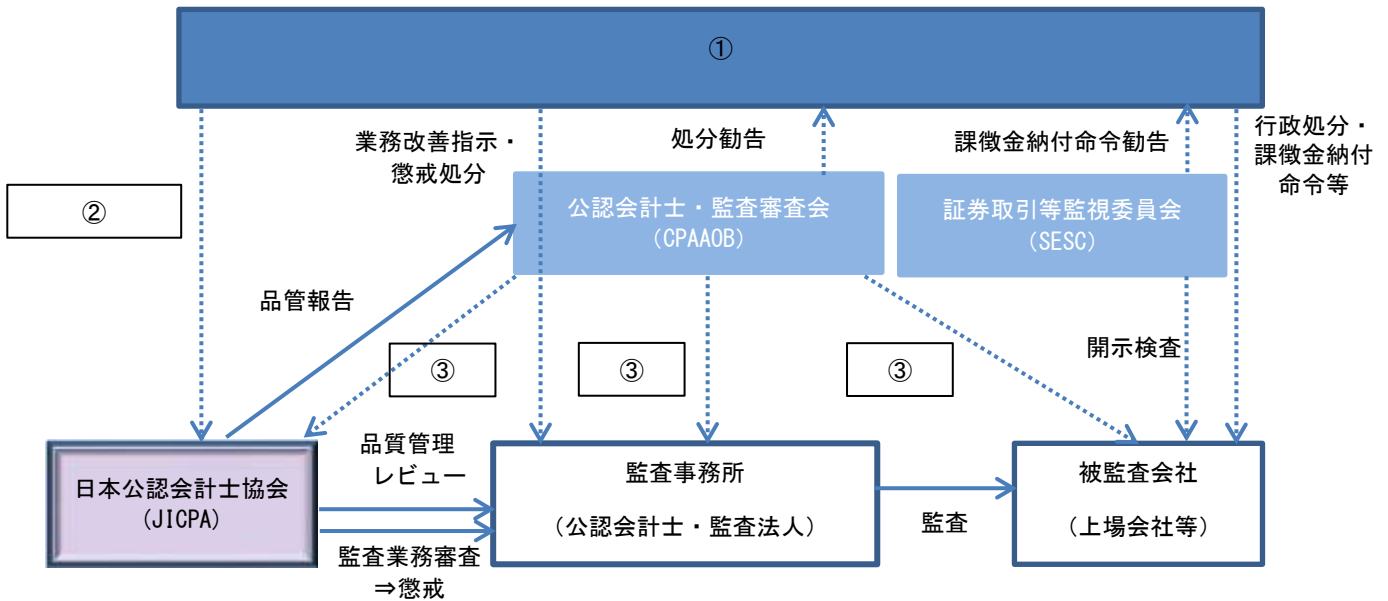 ①
業務改善指示・
懲戒処分
処分勧告
課徴金納付命令勧告
行政処分・
課徴金納付
命令等
②
公認会計士・監査審査会
(CPAAOB)
証券取引等監視委員会
(SESC)
品管報告
開示検査
③
③
③
品質管理
レビュー
日本公認会計士協会
(JICPA)
監査事務所
(公認会計士・監査法人)
監査
被監査会社
(上場会社等)
監査業務審査
⇒懲戒